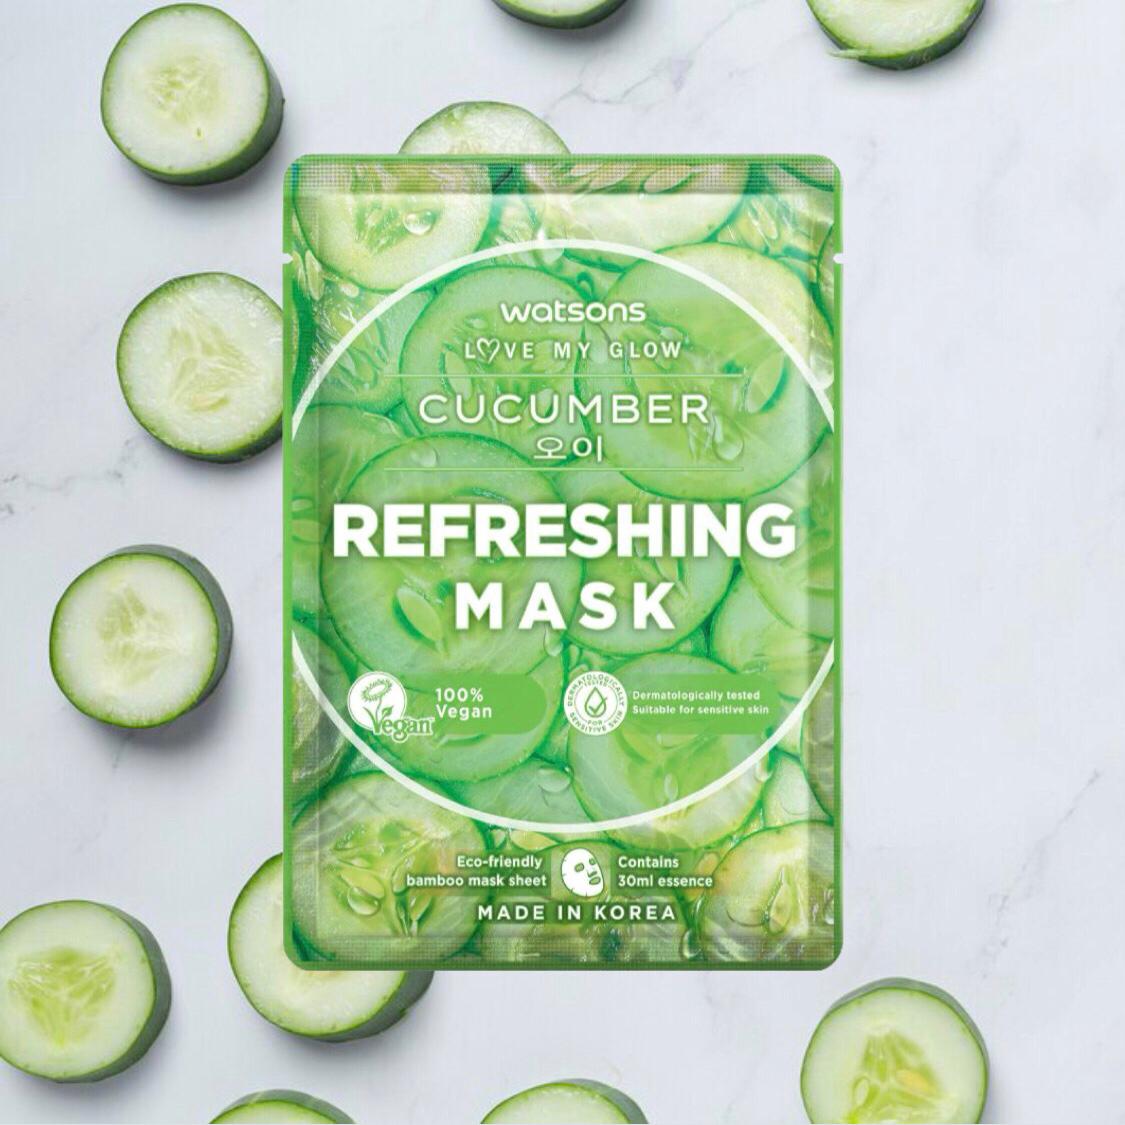 watsons
LOVE MY GLOW
CUCUMBER
오이
REFRESHING
MASK
Vegan
100%
Vegan
DERMATOLOGICALLY
TESTED
FOR
SENSITIVE SKIN
Dermatologically tested
Suitable for sensitive skin
Eco-friendly
bamboo mask sheet
Contains
30ml essence
MADE IN KOREA